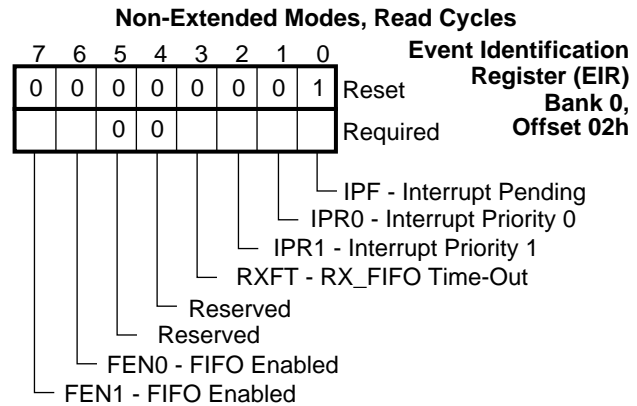 Non-Extended Modes, Read Cycles
7 6 5 4 3 2 1 0
Event Identification
Register (EIR)
Bank 0,
Offset 02h
0 0 0 0 0 0 0 1 Reset
0 0 Required
IPF - Interrupt Pending
IPR0 - Interrupt Priority 0
IPR1 - Interrupt Priority 1
RXFT - RX_FIFO Time-Out
Reserved
Reserved
FEN0 - FIFO Enabled
FEN1 - FIFO Enabled